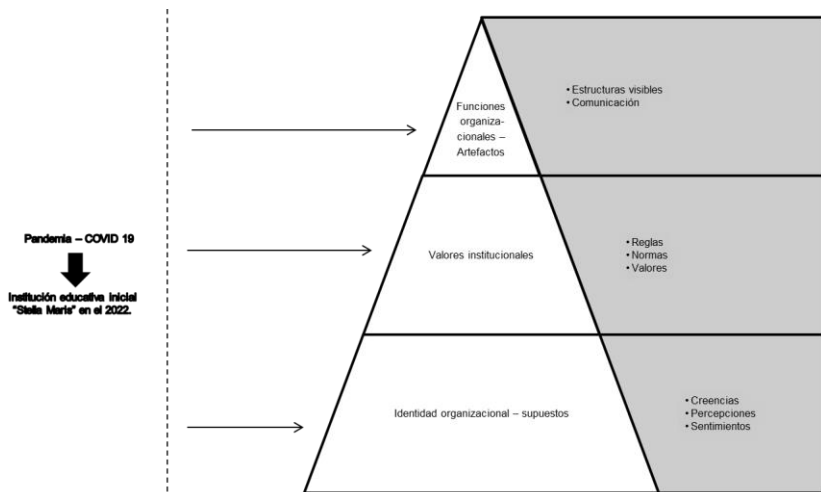 Pandemia – COVID 19
Institución educativa inicial
"Stella Maris" en el 2022.
Funciones
organiza-
cionales –
Artefactos
• Estructuras visibles
• Comunicación
Valores institucionales
• Reglas
• Normas
• Valores
Identidad organizacional – supuestos
• Creencias
• Percepciones
• Sentimientos